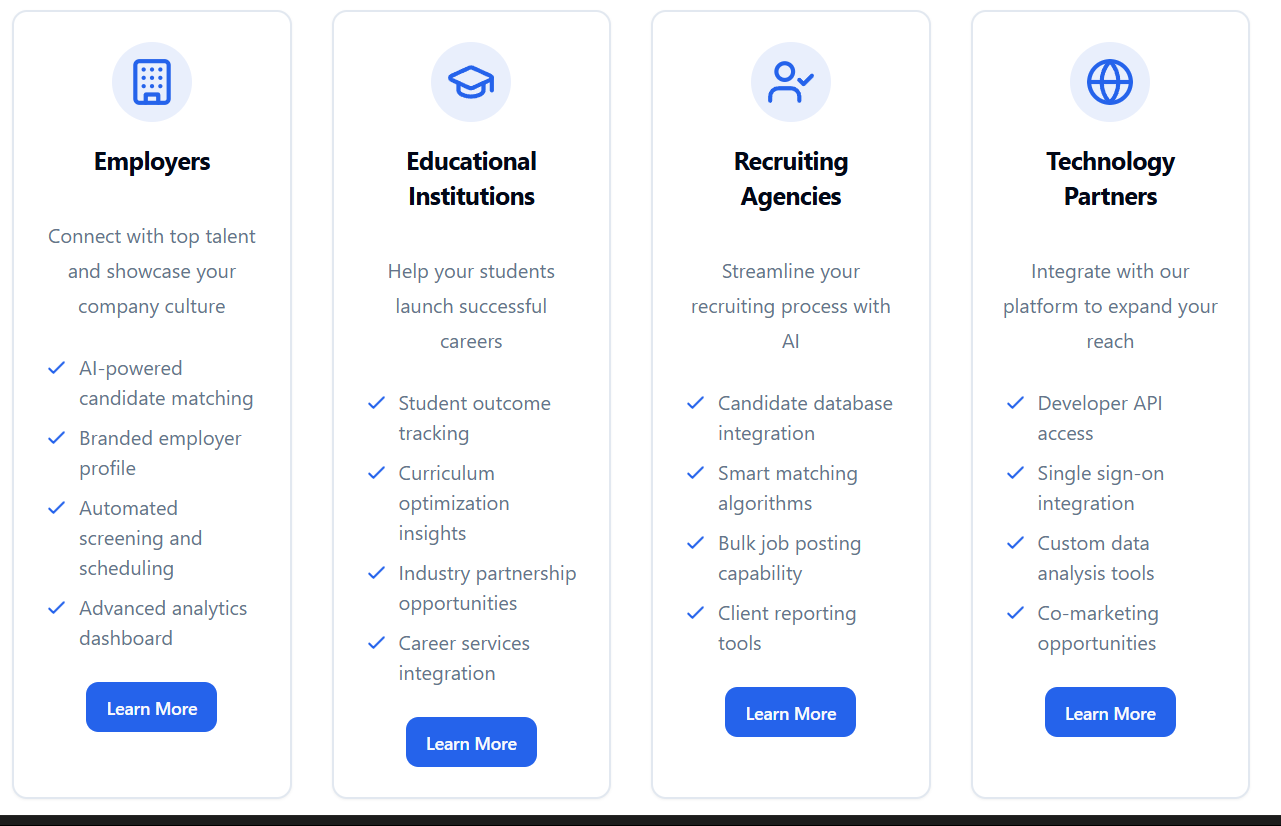 Employers
Connect with top talent
and showcase your
company culture
AI-powered
candidate matching
Branded employer
profile
Automated
screening and
scheduling
Advanced analytics
dashboard
Learn More
Educational
Institutions
Help your students
launch successful
careers
Student outcome
tracking
Curriculum
optimization
insights
Industry partnership
opportunities
Career services
integration
Learn More
Recruiting
Agencies
Streamline your
recruiting process with
AI
Candidate database
integration
Smart matching
algorithms
Bulk job posting
capability
Client reporting
tools
Learn More
Technology
Partners
Integrate with our
platform to expand your
reach
Developer API
access
Single sign-on
integration
Custom data
analysis tools
Co-marketing
opportunities
Learn More